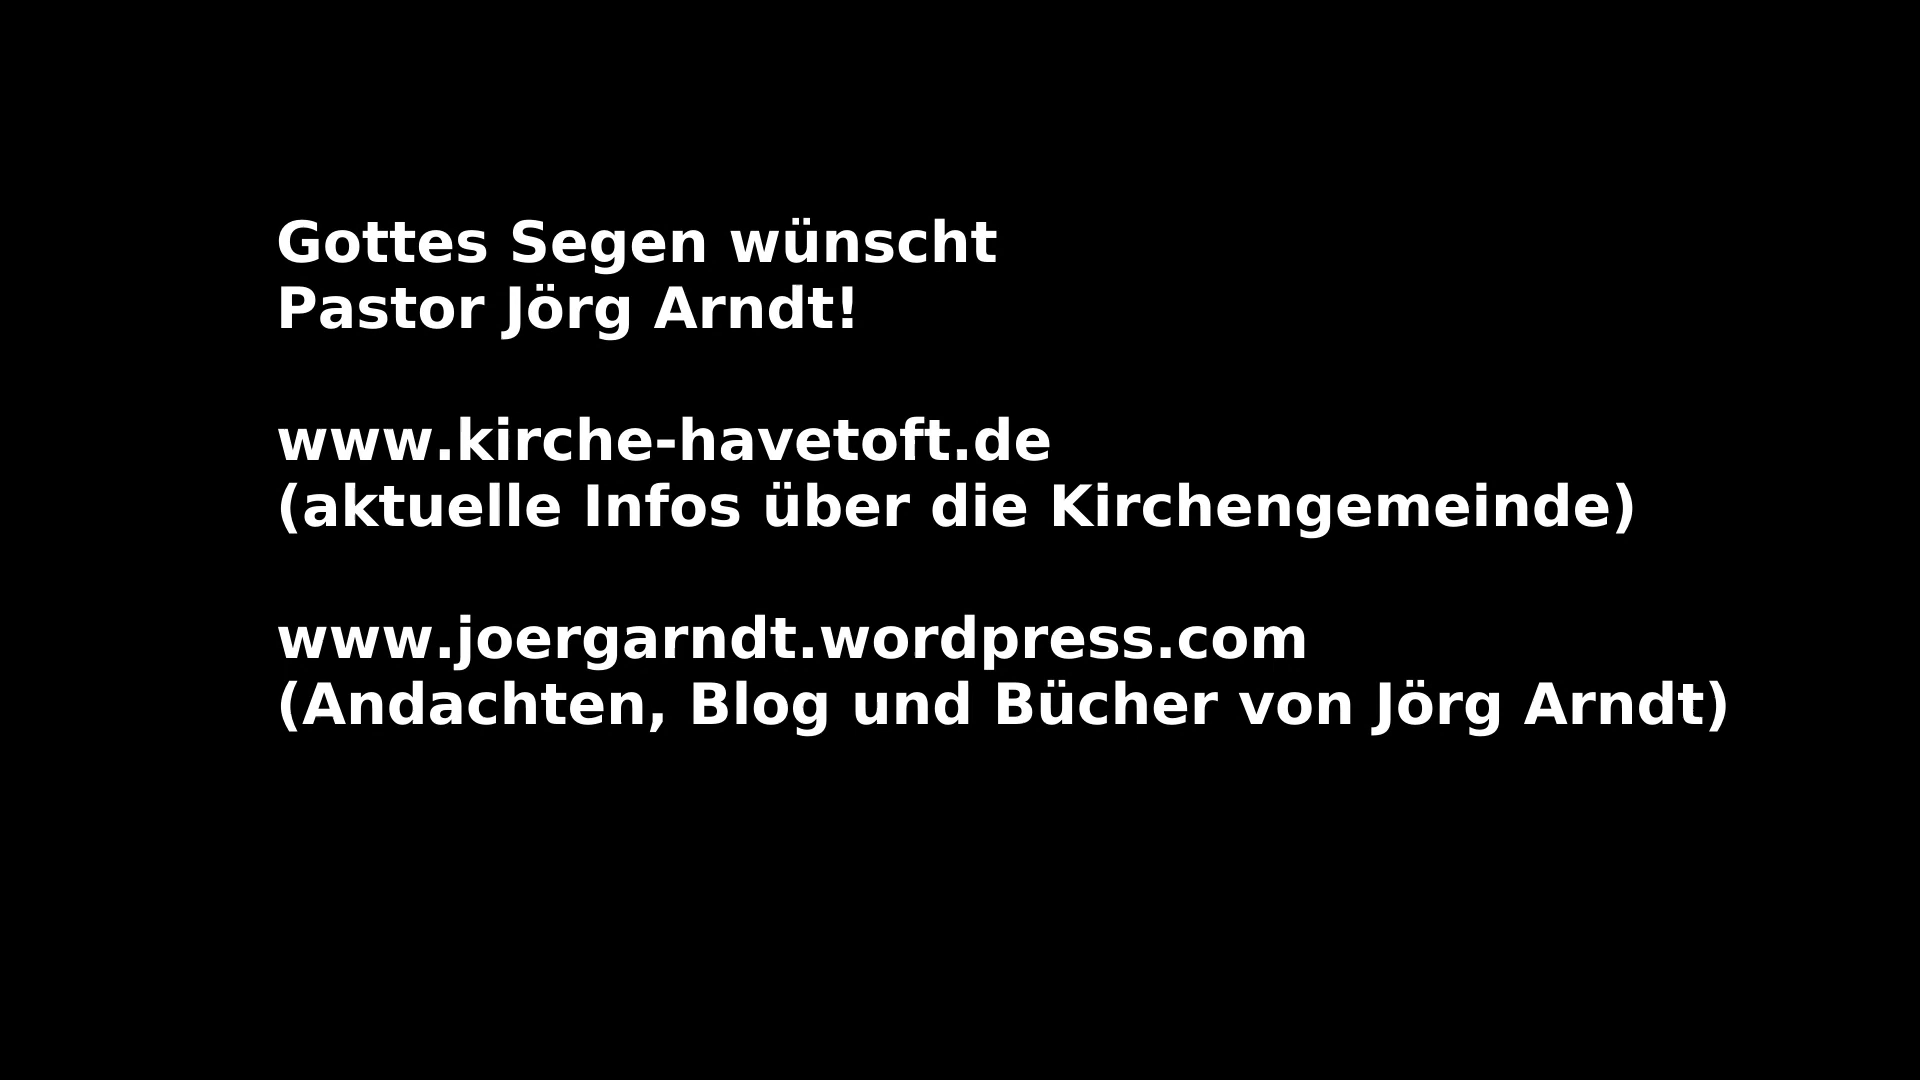 Gottes Segen wünscht
Pastor Jörg Arndt!
www.kirche-havetoft.de
(aktuelle Infos über die Kirchengemeinde)
www.joergarndt.wordpress.com
(Andachten, Blog und Bücher von Jörg Arndt)